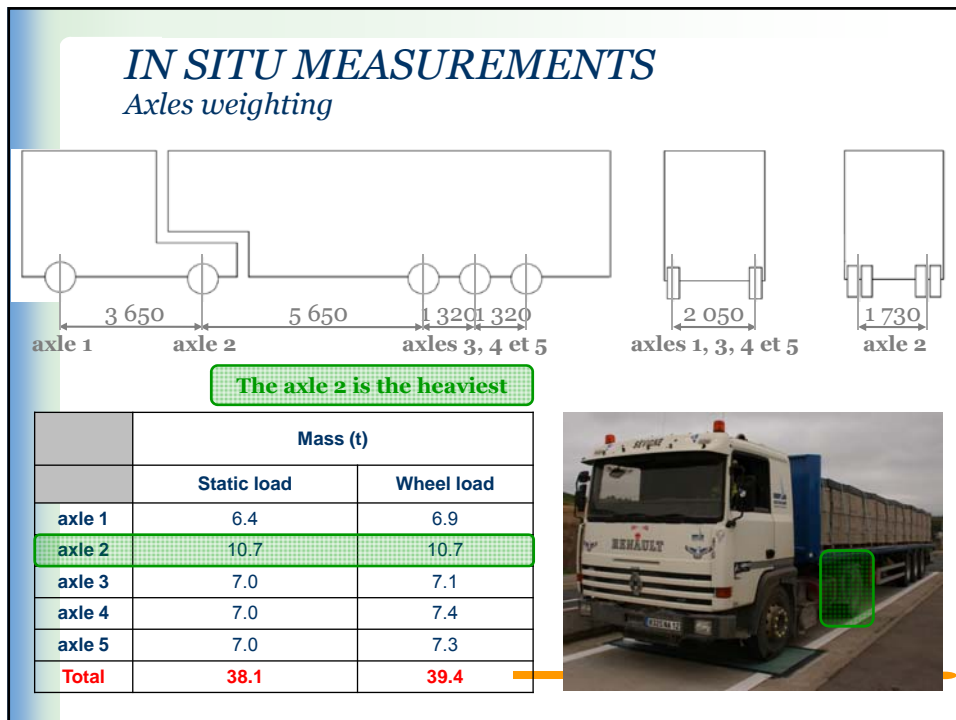 IN SITU MEASUREMENTS
Axles weighting
3 650 5 650 1 320 1 320 2 050 1 730
axle 1 axle 2 axles 3, 4 et 5 axles 1, 3, 4 et 5 axle 2
The axle 2 is the heaviest
Mass (t)
Static load Wheel load
axle 1 6.4 6.9
axle 2 10.7 10.7
axle 3 7.0 7.1
axle 4 7.0 7.4
axle 5 7.0 7.3
Total 38.1 39.4
RENAULT